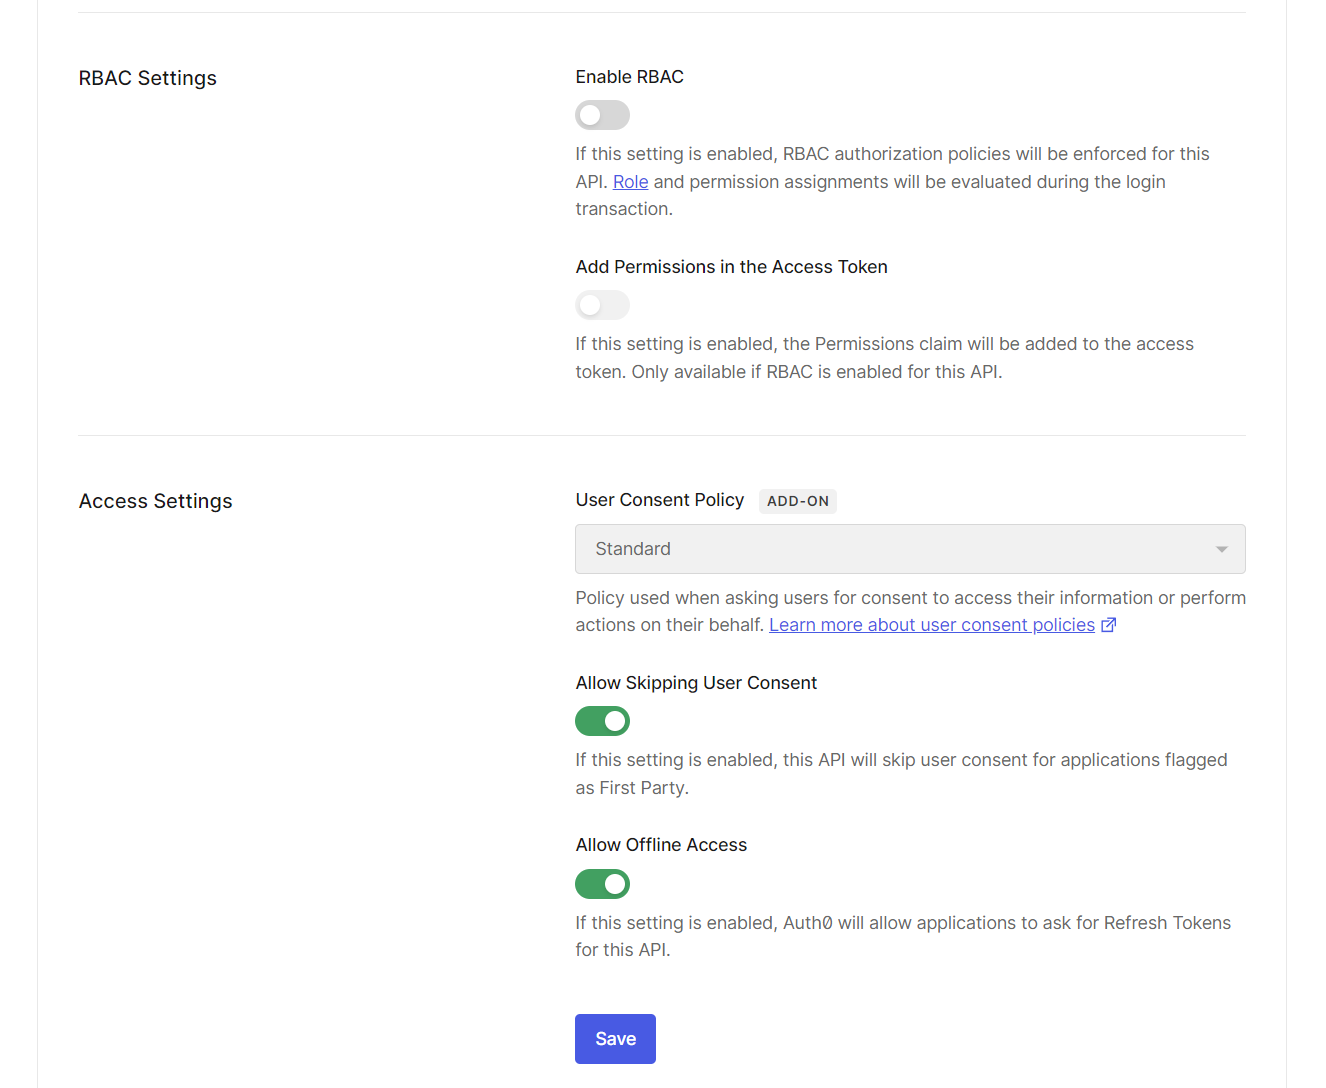 RBAC Settings
Enable RBAC
If this setting is enabled, RBAC authorization policies will be enforced for this
API. Role and permission assignments will be evaluated during the login
transaction.
Add Permissions in the Access Token
If this setting is enabled, the Permissions claim will be added to the access
token. Only available if RBAC is enabled for this API.
Access Settings
User Consent Policy ADD-ON
Standard
Policy used when asking users for consent to access their information or perform
actions on their behalf. Learn more about user consent policies
Allow Skipping User Consent
If this setting is enabled, this API will skip user consent for applications flagged
as First Party.
Allow Offline Access
If this setting is enabled, Auth0 will allow applications to ask for Refresh Tokens
for this API.
Save